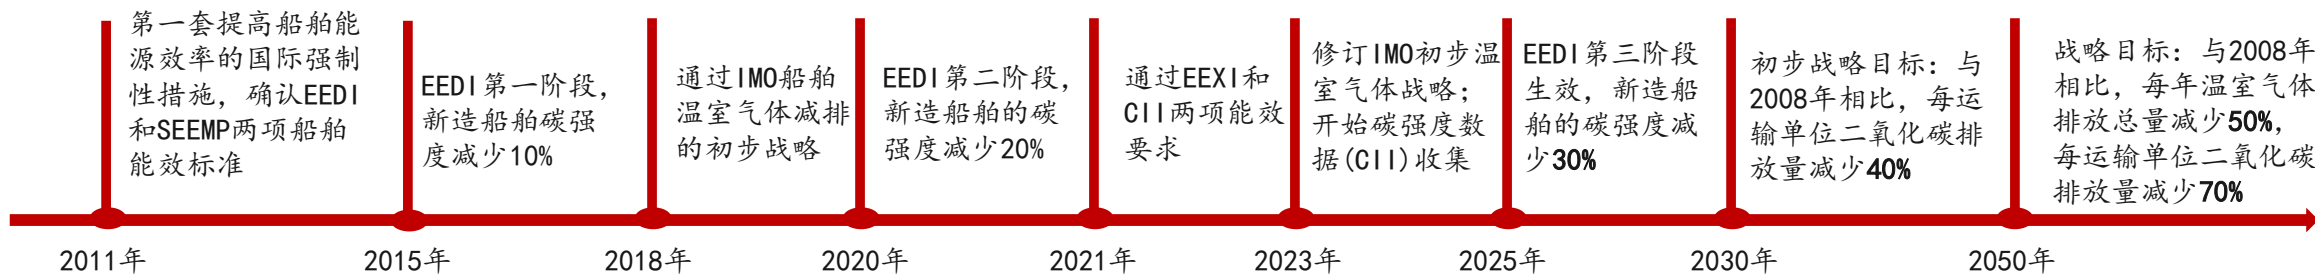 第一套提高船舶能
源效率的国际强制
性措施，确认EEDI
和SEEMP两项船舶
能效标准
EEDI第一阶段，
新造船舶碳强
度减少10%
通过IMO船舶
温室气体减排
的初步战略
EEDI第二阶段，
新造船舶的碳
强度减少20%
通过EEXI和
CII两项能效
要求
修订IMO初步温
室气体战略；
开始碳强度数
据(CII)收集
EEDI第三阶段
生效，新造船
舶的碳强度减
少30%
初步战略目标：与
2008年相比，每运
输单位二氧化碳排
放量减少40%
战略目标：与2008年
相比，每年温室气体
排放总量减少50%，
每运输单位二氧化碳
排放量减少70%
2011年
2015年
2018年
2020年
2021年
2023年
2025年
2030年
2050年